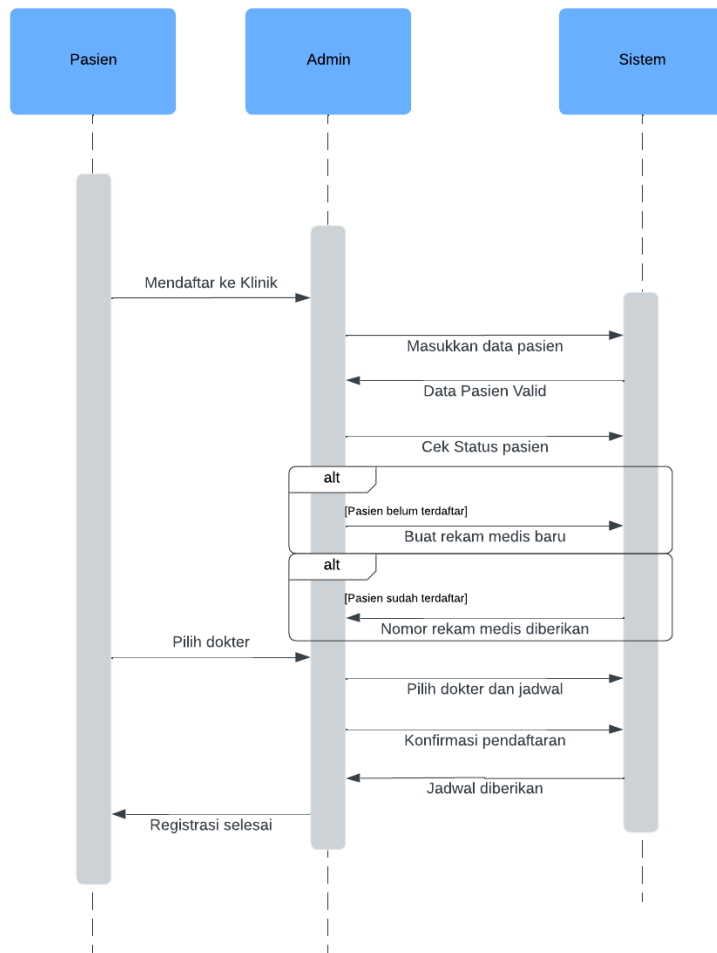 Pasien
Admin
Sistem
Mendaftar ke Klinik
Masukkan data pasien
Data Pasien Valid
Cek Status pasien
alt
[Pasien belum terdaftar]
Buat rekam medis baru
alt
[Pasien sudah terdaftar]
Nomor rekam medis diberikan
Pilih dokter
Pilih dokter dan jadwal
Konfirmasi pendaftaran
Jadwal diberikan
Registrasi selesai